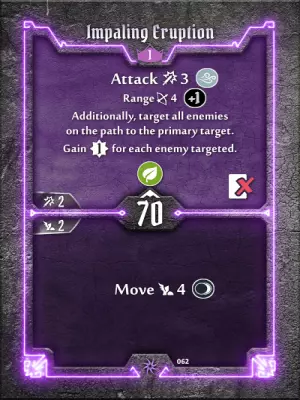 Impaling Eruption
1
Attack 3
Range 4 +1
Additionally, target all enemies
on the path to the primary target.
Gain 1 for each enemy targeted.
2
70
2
Move 4
062